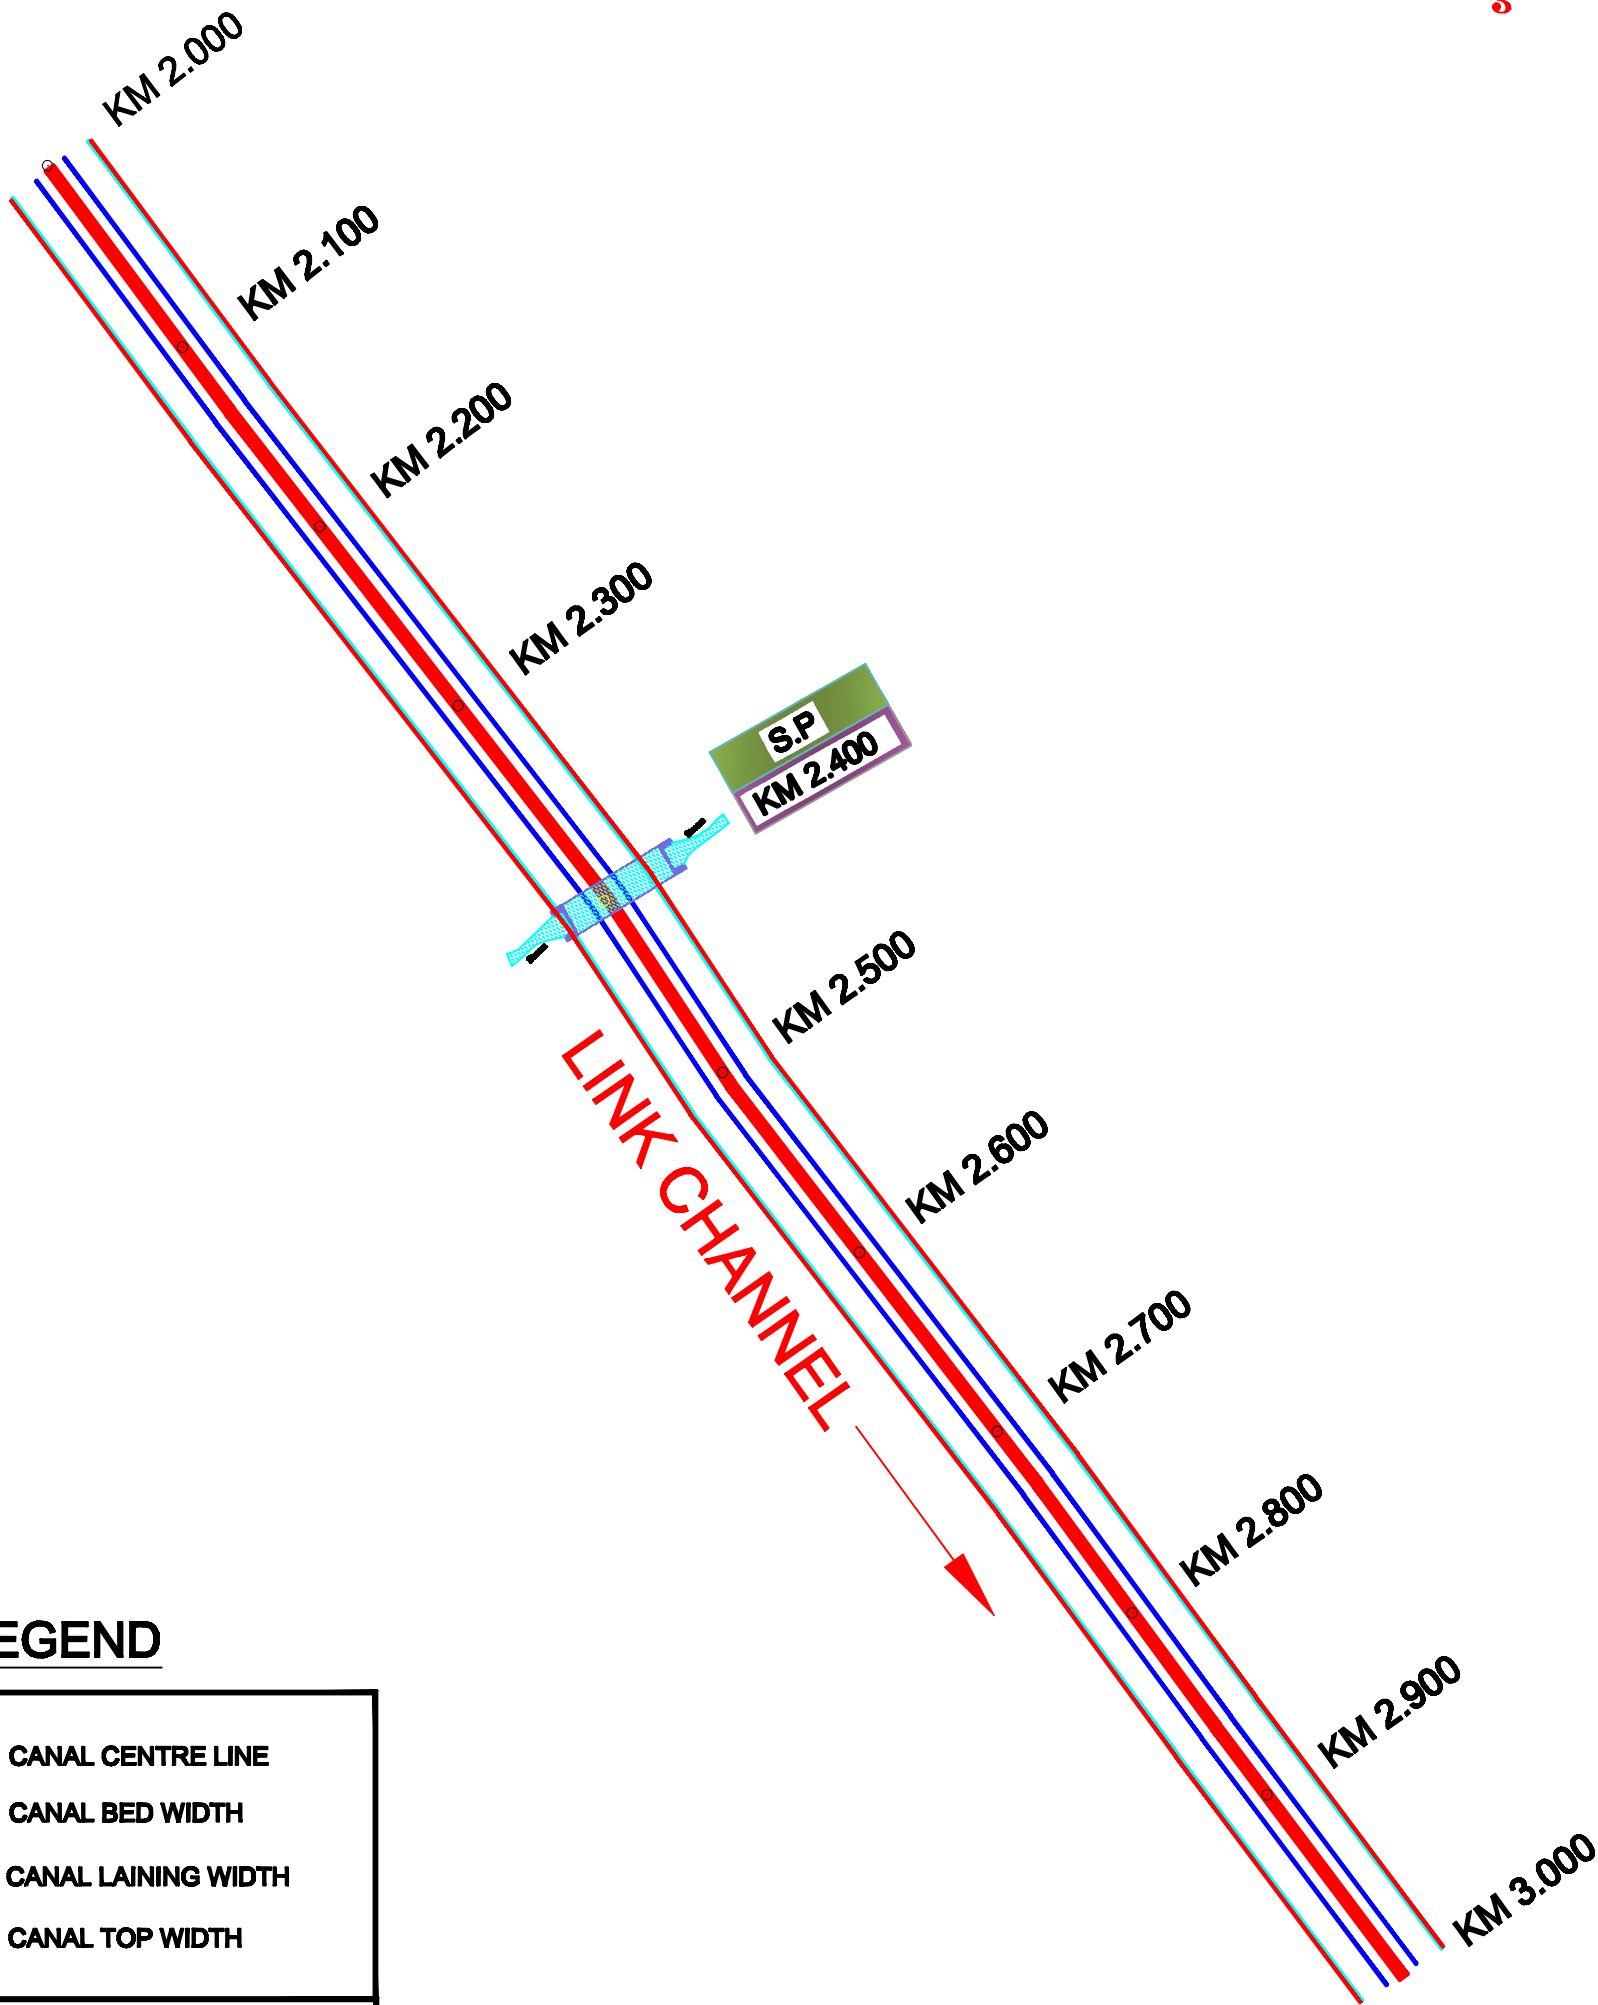 KM 2.000
KM 2.100
KM 2.200
KM 2.300
S.P
KM 2.400
KM 2.500
LINK CHANNEL
KM 2.600
KM 2.700
KM 2.800
KM 2.900
KM 3.000
EGEND
CANAL CENTRE LINE
CANAL BED WIDTH
CANAL LAINING WIDTH
CANAL TOP WIDTH